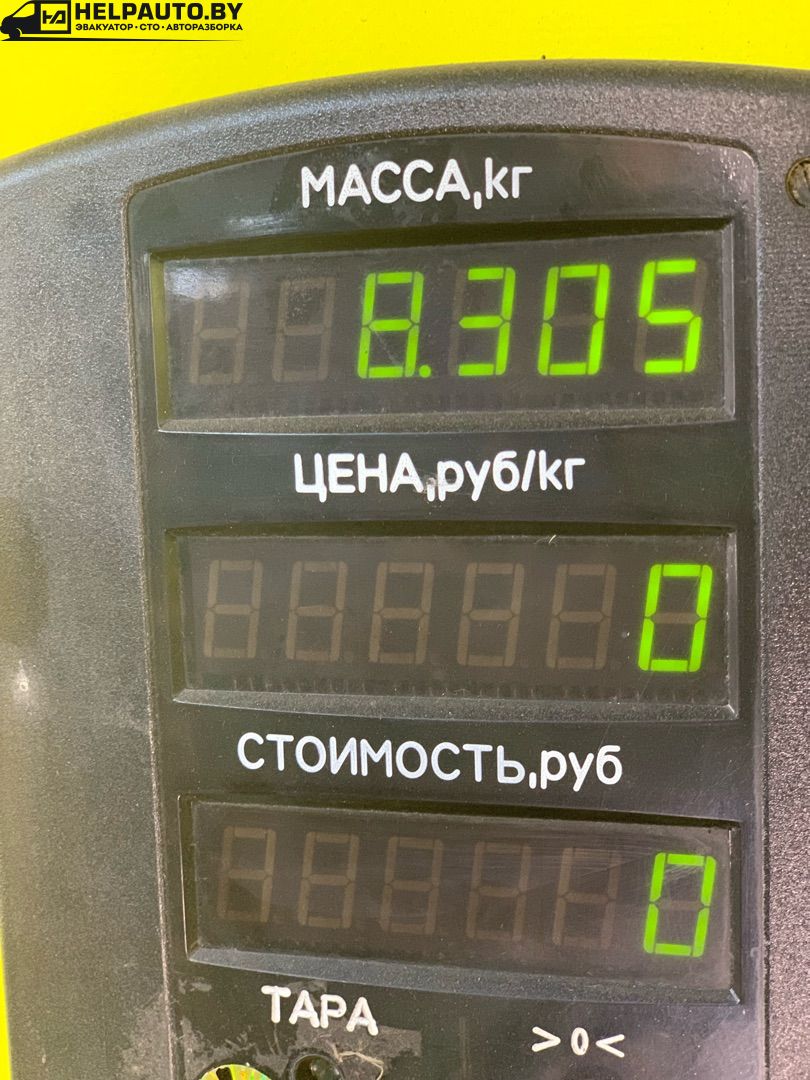 HELPAUTO.BY
ЭВАКУАТОР • СТО • АВТОРАЗБОРКА
МАССА,кг
8.305
ЦЕНА,руб/кг
0
СТОИМОСТЬ,руб
0
ТАРА
>0<